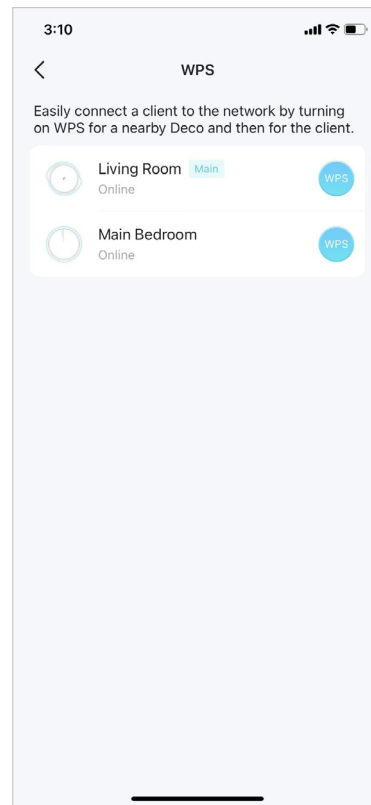 3:10
WPS
Easily connect a client to the network by turning
on WPS for a nearby Deco and then for the client.
Living Room Main
Online
WPS
Main Bedroom
Online
WPS